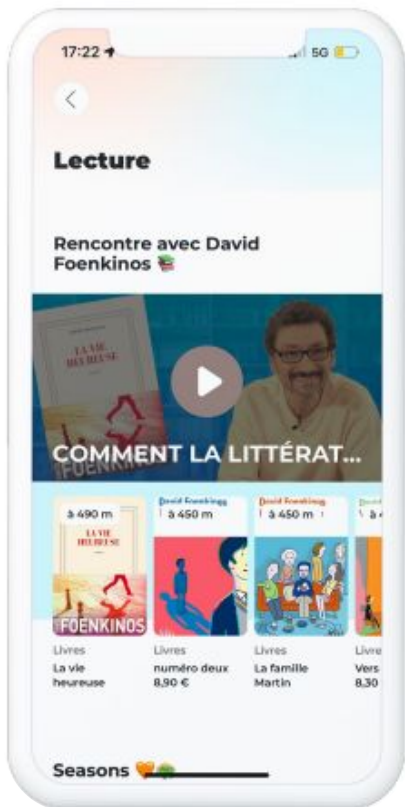 17:22
5G
Lecture
Rencontre avec David
Foenkinos
LA VIE
HEUREUSE
FOENKINOS
COMMENT LA LITTÉRAT...
à 490 m
LA VIE
HEUREUSE
FOENKINOS
David Foenkinos
à 450 m
David Foenkinos
à 450 m
à 4
Livres
La vie
heureuse
Livres
numéro deux
8,90 €
Livres
La famille
Martin
Livre
Vers
8,30
Seasons